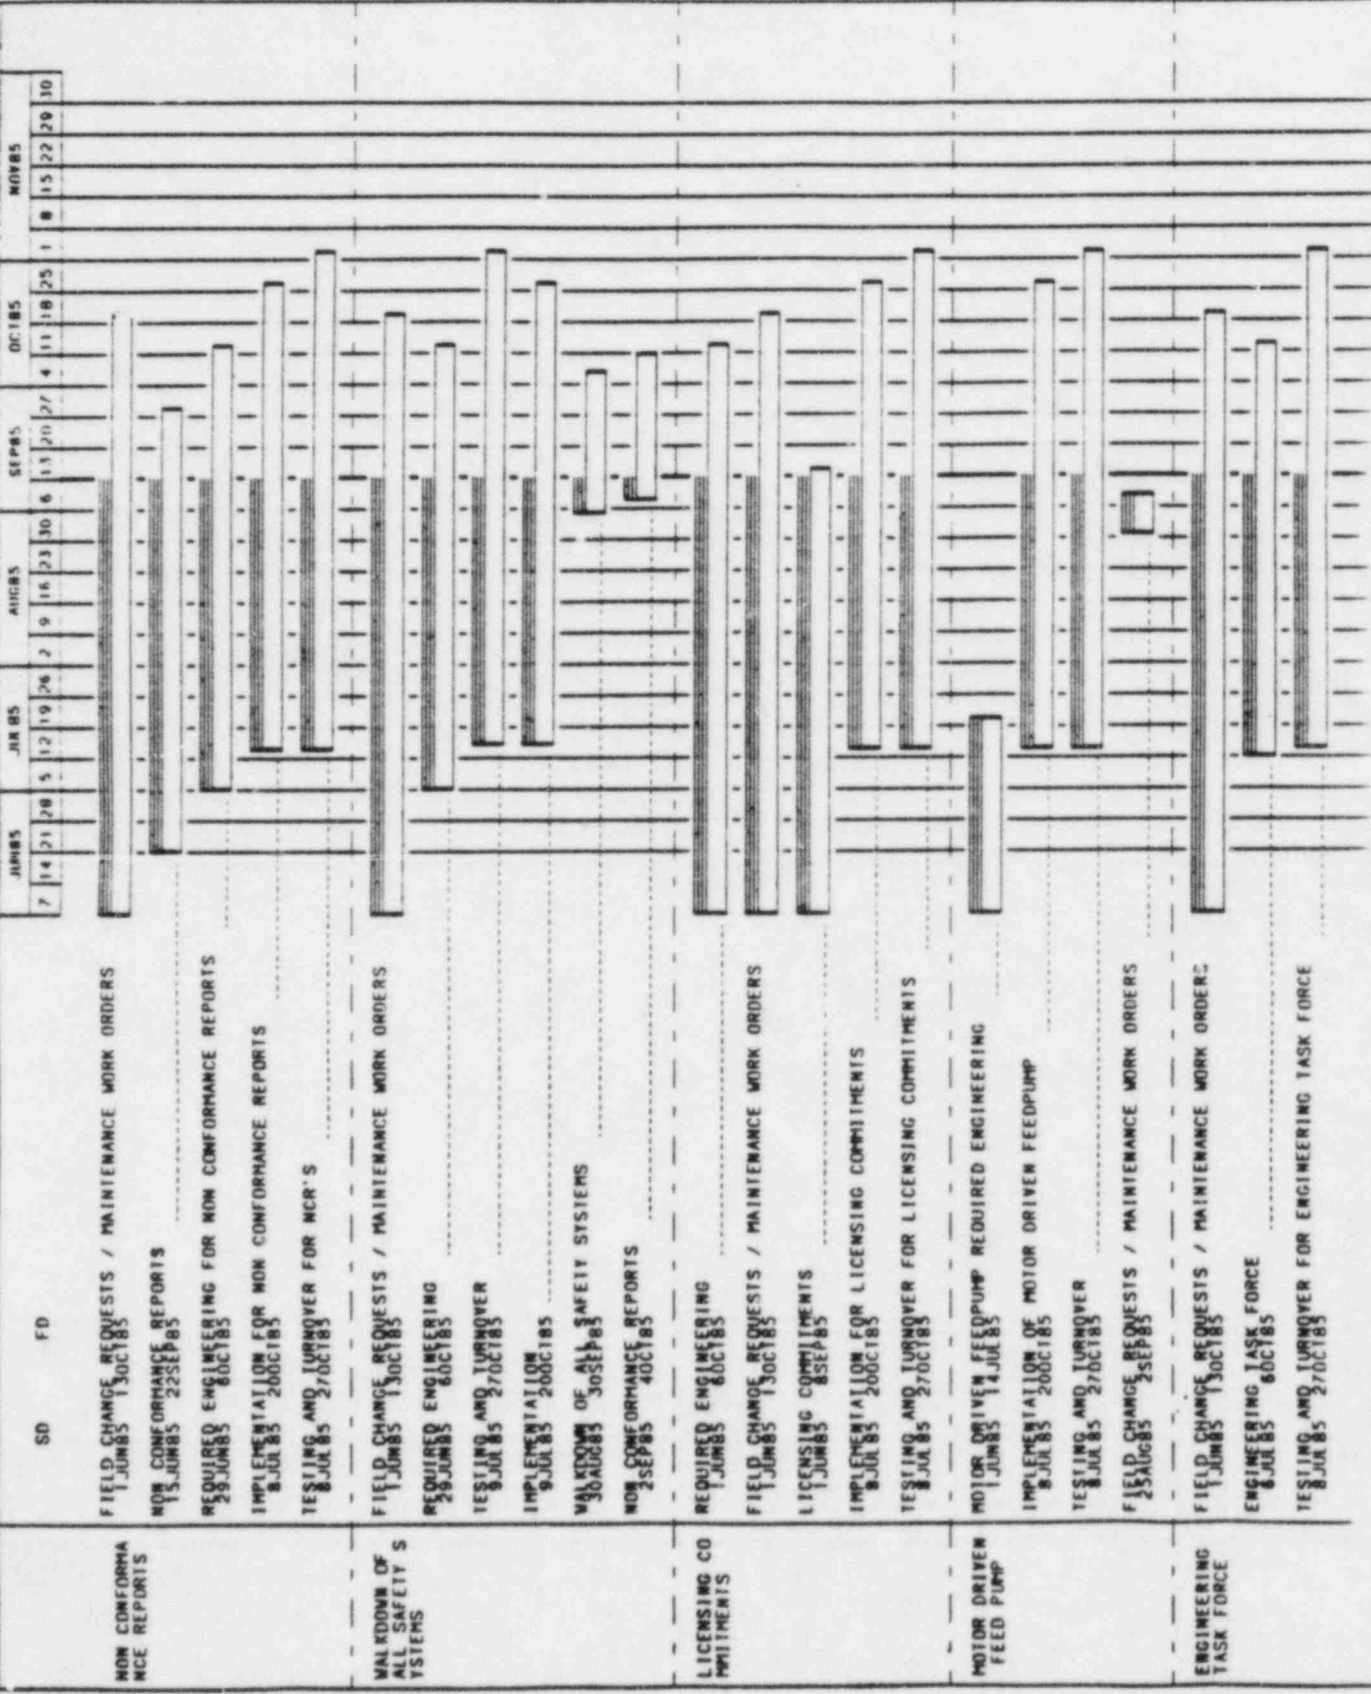 SD FD
JUN85 JUL85 AUG85 SEP85 OCT85 NOV85
7 14 21 28 5 12 19 26 2 9 16 23 30 6 13 20 27 4 11 18 25 1 8 15 22 29 30
NON CONFORMA
NCE REPORTS
FIELD CHANGE REQUESTS / MAINTENANCE WORK ORDERS
1JUN85 13OCT85
NON CONFORMANCE REPORTS
15JUN85 22SEP85
REQUIRED ENGINEERING FOR NON CONFORMANCE REPORTS
29JUN85 6OCT85
IMPLEMENTATION FOR NON CONFORMANCE REPORTS
8JUL85 20OCT85
TESTING AND TURNOVER FOR NCR'S
8JUL85 27OCT85
WALKDOWN OF
ALL SAFETY S
YSTEMS
FIELD CHANGE REQUESTS / MAINTENANCE WORK ORDERS
1JUN85 13OCT85
REQUIRED ENGINEERING
29JUN85 6OCT85
TESTING AND TURNOVER
9JUL85 27OCT85
IMPLEMENTATION
9JUL85 20OCT85
WALKDOWN OF ALL SAFETY SYSTEMS
30AUG85 30SEP85
NON CONFORMANCE REPORTS
2SEP85 4OCT85
LICENSING CO
MMITMENTS
REQUIRED ENGINEERING
1JUN85 6OCT85
FIELD CHANGE REQUESTS / MAINTENANCE WORK ORDERS
1JUN85 13OCT85
LICENSING COMMITMENTS
1JUN85 8SEP85
IMPLEMENTATION FOR LICENSING COMMITMENTS
8JUL85 20OCT85
TESTING AND TURNOVER FOR LICENSING COMMITMENTS
8JUL85 27OCT85
MOTOR DRIVEN
FEED PUMP
MOTOR DRIVEN FEEDPUMP REQUIRED ENGINEERING
1JUN85 14JUL85
IMPLEMENTATION OF MOTOR DRIVEN FEEDPUMP
8JUL85 20OCT85
TESTING AND TURNOVER
8JUL85 27OCT85
FIELD CHANGE REQUESTS / MAINTENANCE WORK ORDERS
25AUG85 2SEP85
ENGINEERING
TASK FORCE
FIELD CHANGE REQUESTS / MAINTENANCE WORK ORDERS
1JUN85 13OCT85
ENGINEERING TASK FORCE
6JUL85 6OCT85
TESTING AND TURNOVER FOR ENGINEERING TASK FORCE
8JUL85 27OCT85